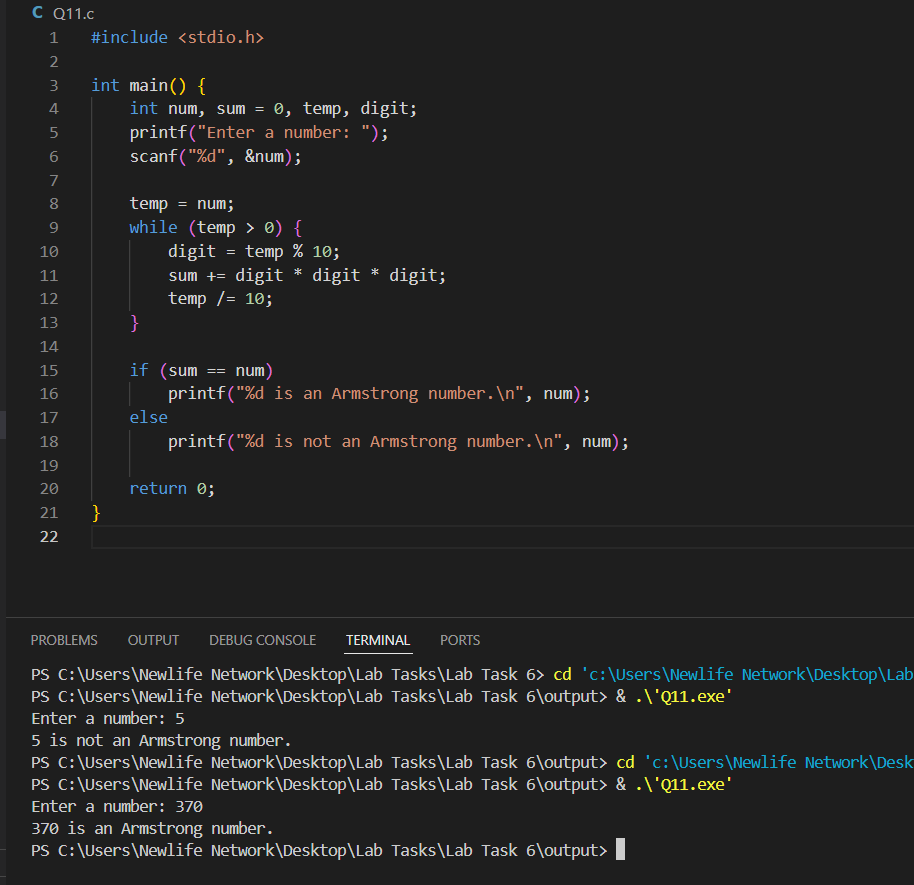 C Q11.c
1 #include <stdio.h>
2
3 int main() {
4     int num, sum = 0, temp, digit;
5     printf("Enter a number: ");
6     scanf("%d", &num);
7
8     temp = num;
9     while (temp > 0) {
10         digit = temp % 10;
11         sum += digit * digit * digit;
12         temp /= 10;
13     }
14
15     if (sum == num)
16         printf("%d is an Armstrong number.\n", num);
17     else
18         printf("%d is not an Armstrong number.\n", num);
19
20     return 0;
21 }
22
PROBLEMS OUTPUT DEBUG CONSOLE TERMINAL PORTS
PS C:\Users\Newlife Network\Desktop\Lab Tasks\Lab Task 6> cd 'c:\Users\Newlife Network\Desktop\Lab
PS C:\Users\Newlife Network\Desktop\Lab Tasks\Lab Task 6\output> & .\'Q11.exe'
Enter a number: 5
5 is not an Armstrong number.
PS C:\Users\Newlife Network\Desktop\Lab Tasks\Lab Task 6\output> cd 'c:\Users\Newlife Network\Desk
PS C:\Users\Newlife Network\Desktop\Lab Tasks\Lab Task 6\output> & .\'Q11.exe'
Enter a number: 370
370 is an Armstrong number.
PS C:\Users\Newlife Network\Desktop\Lab Tasks\Lab Task 6\output>